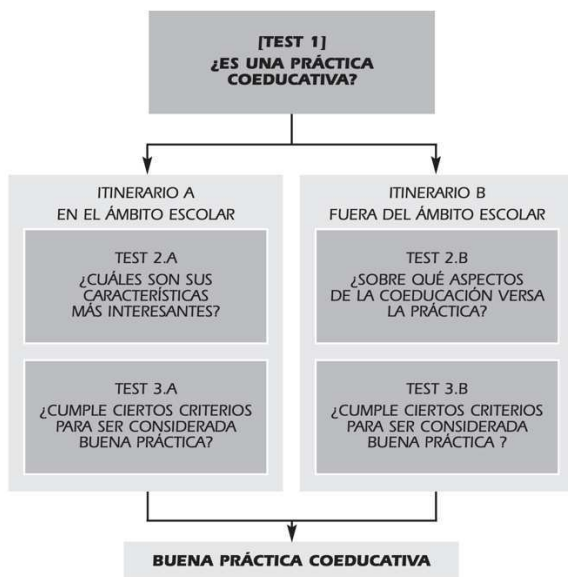 [TEST 1]
¿ES UNA PRÁCTICA
COEDUCATIVA?
ITINERARIO A
EN EL ÁMBITO ESCOLAR
TEST 2.A
¿CUÁLES SON SUS
CARACTERÍSTICAS
MÁS INTERESANTES?
TEST 3.A
¿CUMPLE CIERTOS CRITERIOS
PARA SER CONSIDERADA
BUENA PRÁCTICA?
ITINERARIO B
FUERA DEL ÁMBITO ESCOLAR
TEST 2.B
¿SOBRE QUÉ ASPECTOS
DE LA COEDUCACIÓN VERSA
LA PRÁCTICA?
TEST 3.B
¿CUMPLE CIERTOS CRITERIOS
PARA SER CONSIDERADA
BUENA PRÁCTICA ?
BUENA PRÁCTICA COEDUCATIVA